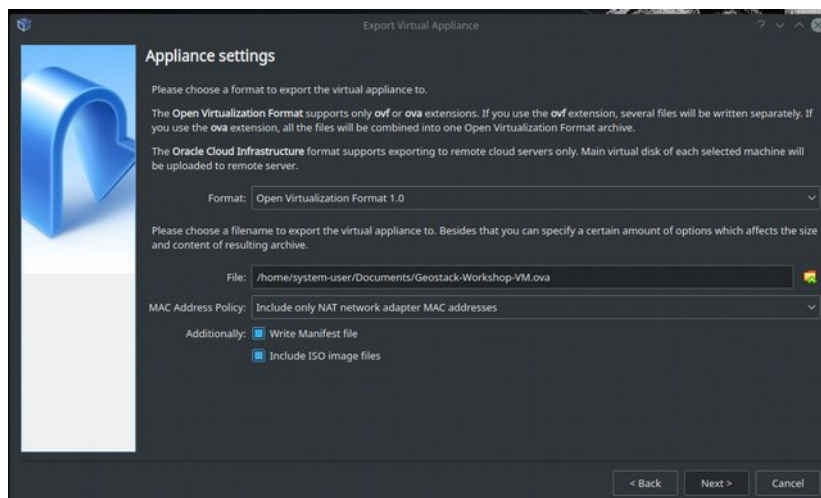 Export Virtual Appliance
Appliance settings
Please choose a format to export the virtual appliance to.
The Open Virtualization Format supports only ovf or ova extensions. If you use the ovf extension, several files will be written separately. If
you use the ova extension, all the files will be combined into one Open Virtualization Format archive.
The Oracle Cloud Infrastructure format supports exporting to remote cloud servers only. Main virtual disk of each selected machine will
be uploaded to remote server.
Format: Open Virtualization Format 1.0
Please choose a filename to export the virtual appliance to. Besides that you can specify a certain amount of options which affects the size
and content of resulting archive.
File: /home/system-user/Documents/Geostack-Workshop-VM.ova
MAC Address Policy: Include only NAT network adapter MAC addresses
Additionally: Write Manifest file
Include ISO image files
< Back Next > Cancel